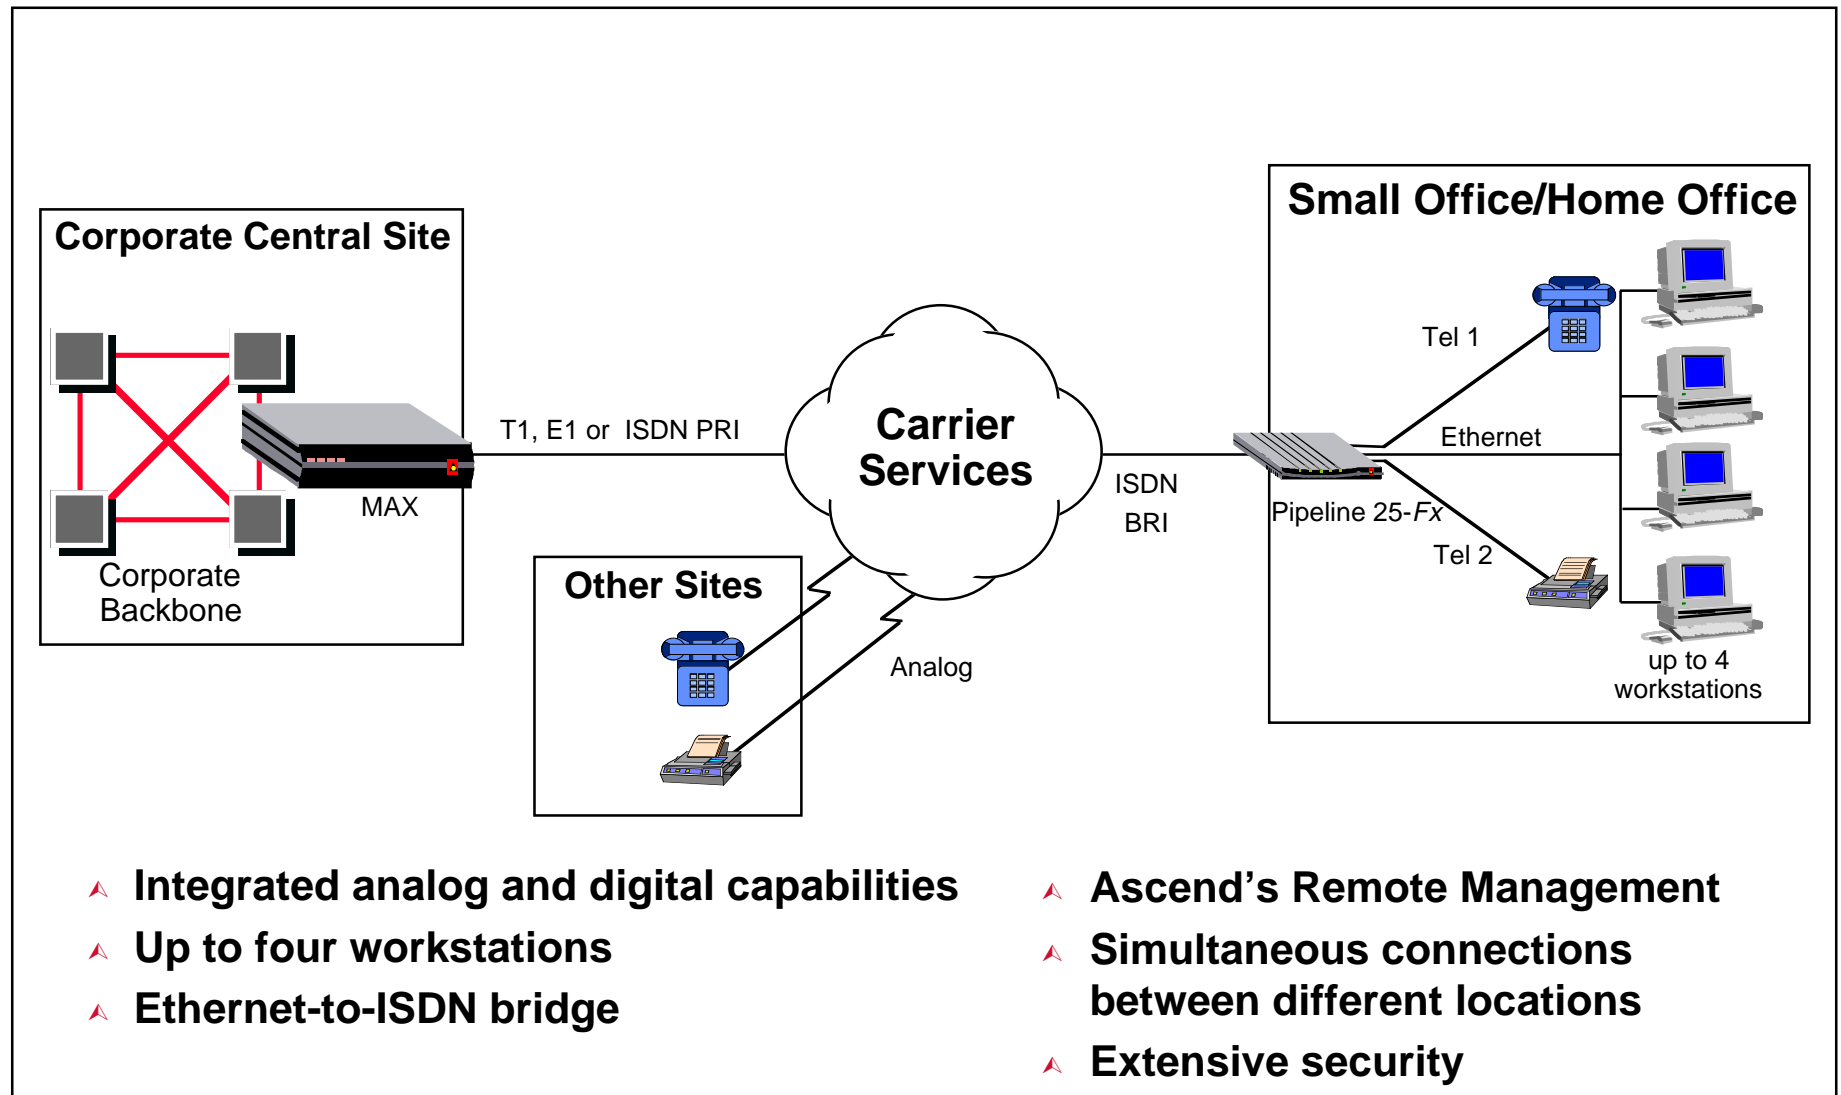 Corporate Central Site
MAX
Corporate
Backbone
T1, E1 or ISDN PRI
Carrier
Services
Other Sites
Analog
ISDN
BRI
Small Office/Home Office
Tel 1
Ethernet
Pipeline 25-Fx
Tel 2
up to 4
workstations
Integrated analog and digital capabilities
Up to four workstations
Ethernet-to-ISDN bridge
Ascend’s Remote Management
Simultaneous connections
between different locations
Extensive security